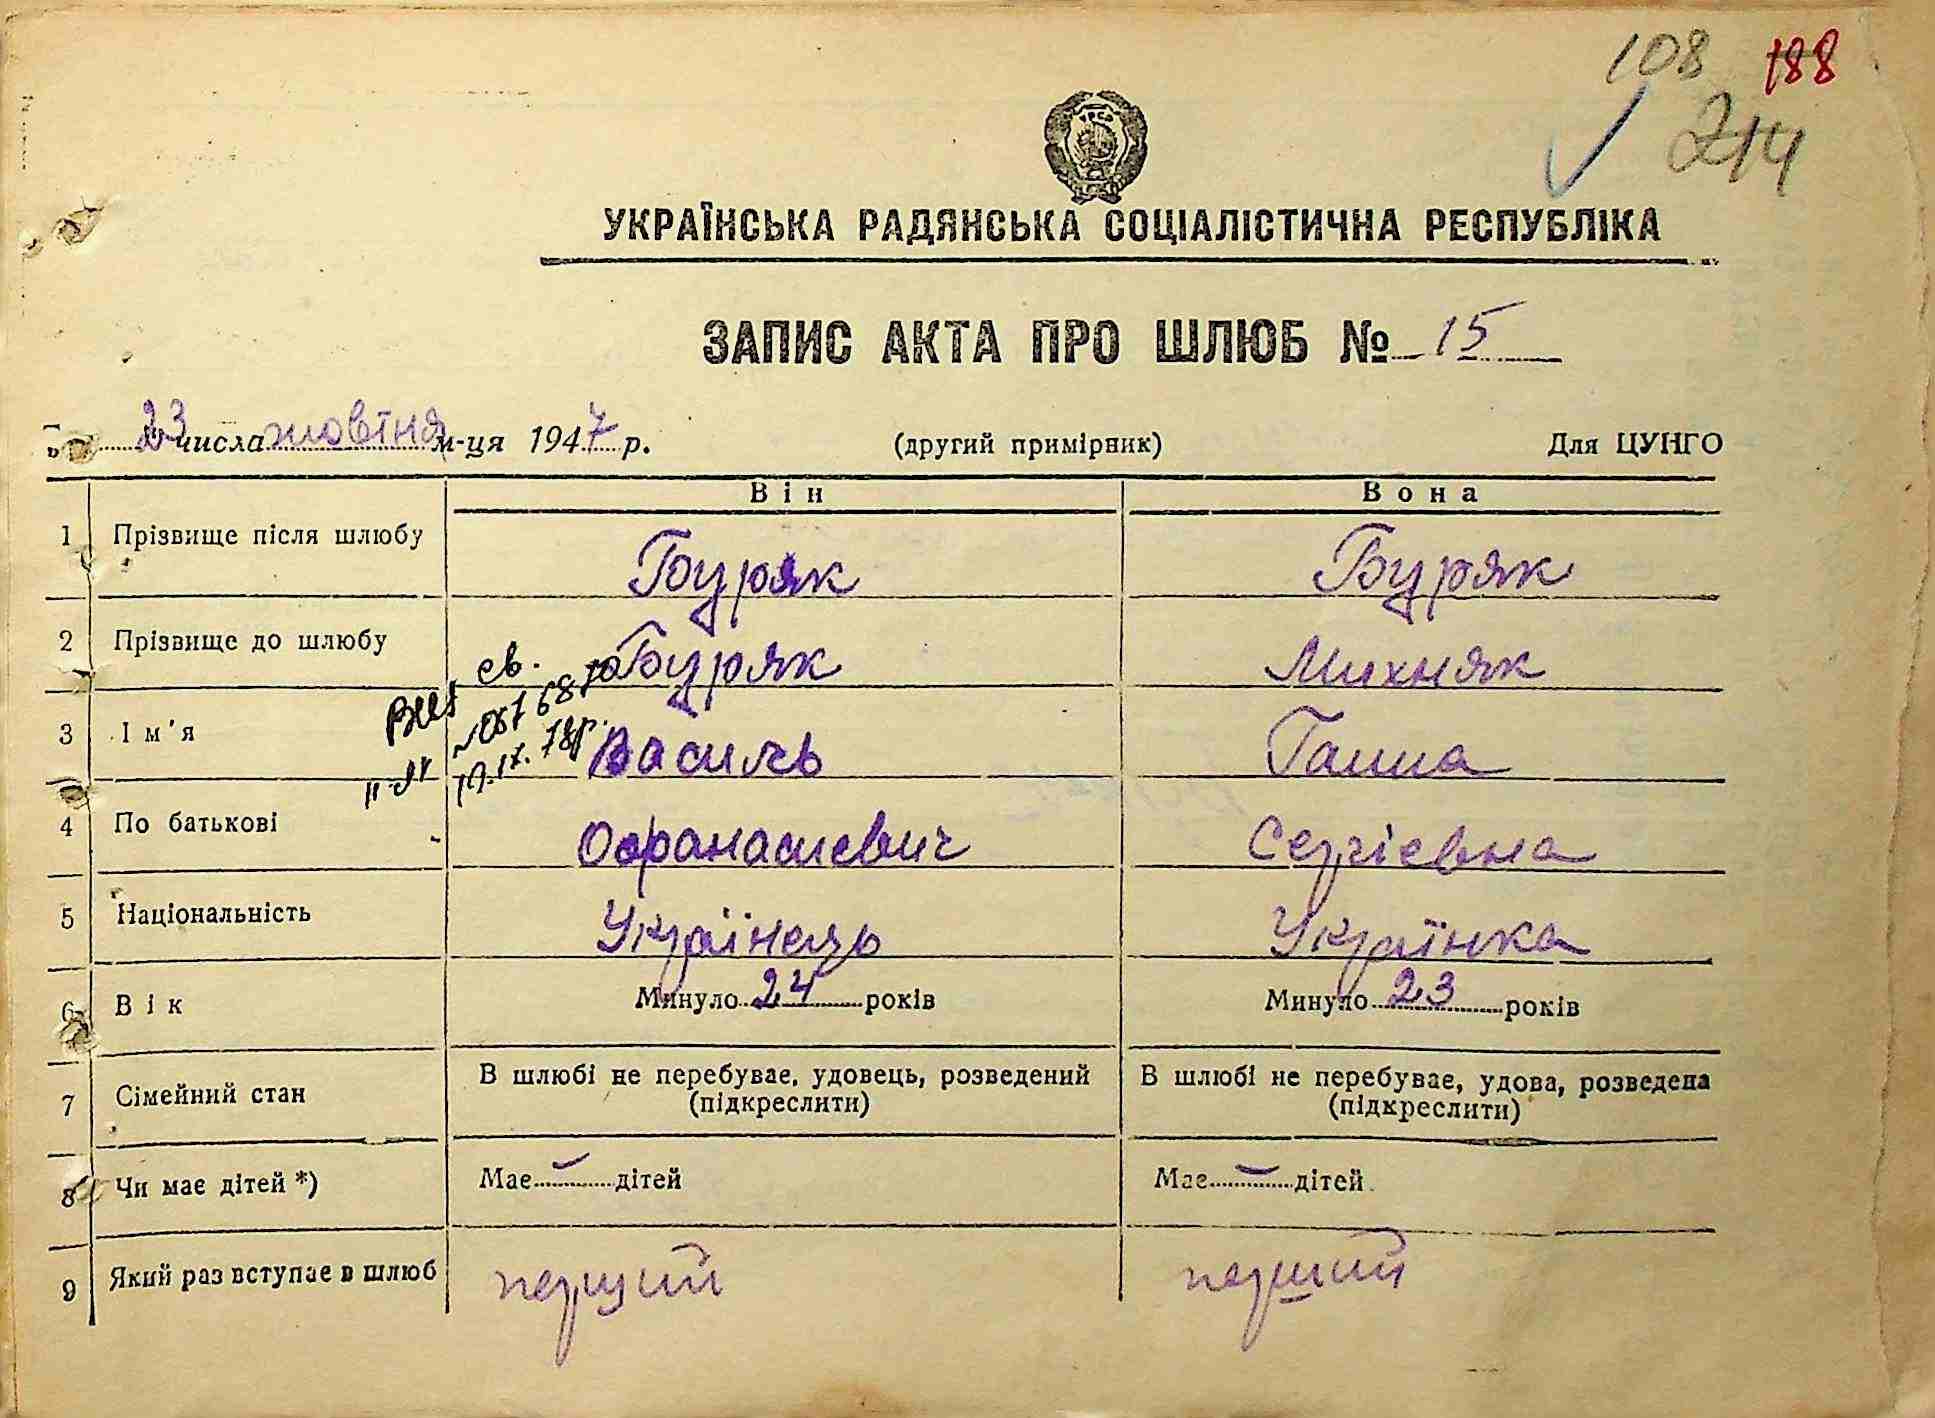 108 188
214
УРСР
УКРАЇНСЬКА РАДЯНСЬКА СОЦІАЛІСТИЧНА РЕСПУБЛІКА
ЗАПИС АКТА ПРО ШЛЮБ № 15
23 числа жовтня м-ця 1947 р. (другий примірник) Для ЦУНГО
Він Вона
1 Прізвище після шлюбу Буряк Буряк
2 Прізвище до шлюбу Буряк Михняк
св.
3 Ім'я Василь Ганна
4 По батькові Офанасиевич Сергіевна
5 Національність Українець Українка
6 Вік Минуло 24 років Минуло 23 років
7 Сімейний стан В шлюбі не перебуває, удовець, розведений (підкреслити) В шлюбі не перебуває, удова, розведена (підкреслити)
8 Чи має дітей *) Має – дітей Має – дітей
9 Який раз вступає в шлюб перший перший